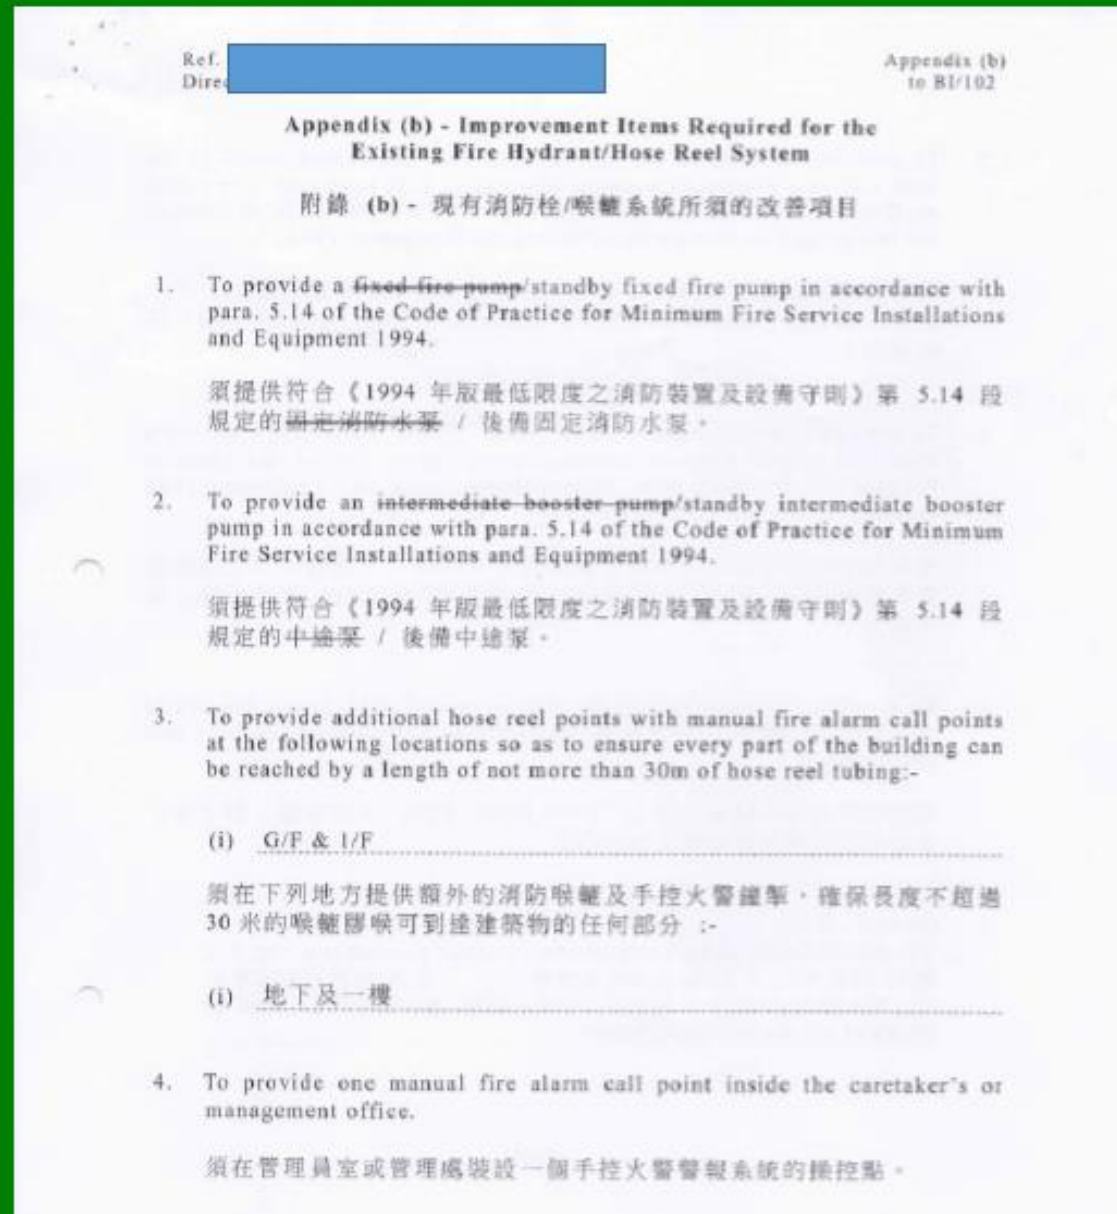 Ref.
Direc
Appendix (b)
to BI/102
Appendix (b) - Improvement Items Required for the
Existing Fire Hydrant/Hose Reel System
附錄 (b) - 現有消防栓/喉轆系統所須的改善項目
1. To provide a fixed fire pump/standby fixed fire pump in accordance with
para. 5.14 of the Code of Practice for Minimum Fire Service Installations
and Equipment 1994.
須提供符合《1994 年版最低限度之消防裝置及設備守則》第 5.14 段
規定的固定消防水泵 / 後備固定消防水泵。
2. To provide an intermediate booster pump/standby intermediate booster
pump in accordance with para. 5.14 of the Code of Practice for Minimum
Fire Service Installations and Equipment 1994.
須提供符合《1994 年版最低限度之消防裝置及設備守則》第 5.14 段
規定的中途泵 / 後備中途泵。
3. To provide additional hose reel points with manual fire alarm call points
at the following locations so as to ensure every part of the building can
be reached by a length of not more than 30m of hose reel tubing:-
(i) G/F & 1/F
須在下列地方提供額外的消防喉轆及手控火警鐘掣，確保長度不超過
30 米的喉轆膠喉可到達建築物的任何部分 :-
(i) 地下及一樓
4. To provide one manual fire alarm call point inside the caretaker's or
management office.
須在管理員室或管理處裝設一個手控火警警報系統的操控點。